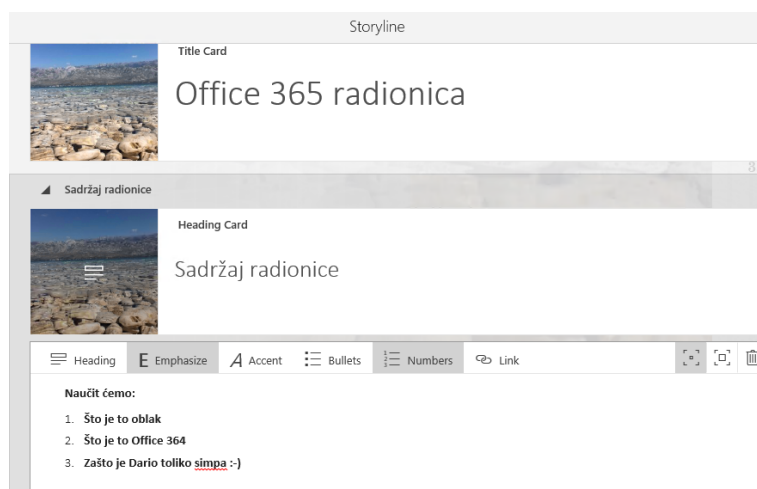 Storyline
Title Card
Office 365 radionica
3
Sadržaj radionice
Heading Card
Sadržaj radionice
Heading E Emphasize A Accent Bullets Numbers Link
Naučit ćemo:
1. Što je to oblak
2. Što je to Office 364
3. Zašto je Dario toliko simpa :-)